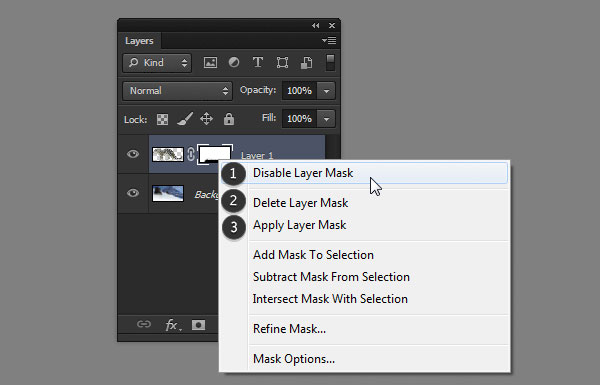 Layers
Kind
Normal Opacity: 100%
Lock: Fill: 100%
Layer 1
1 Disable Layer Mask
Backg
2 Delete Layer Mask
3 Apply Layer Mask
Add Mask To Selection
Subtract Mask From Selection
Intersect Mask With Selection
Refine Mask...
Mask Options...
fx